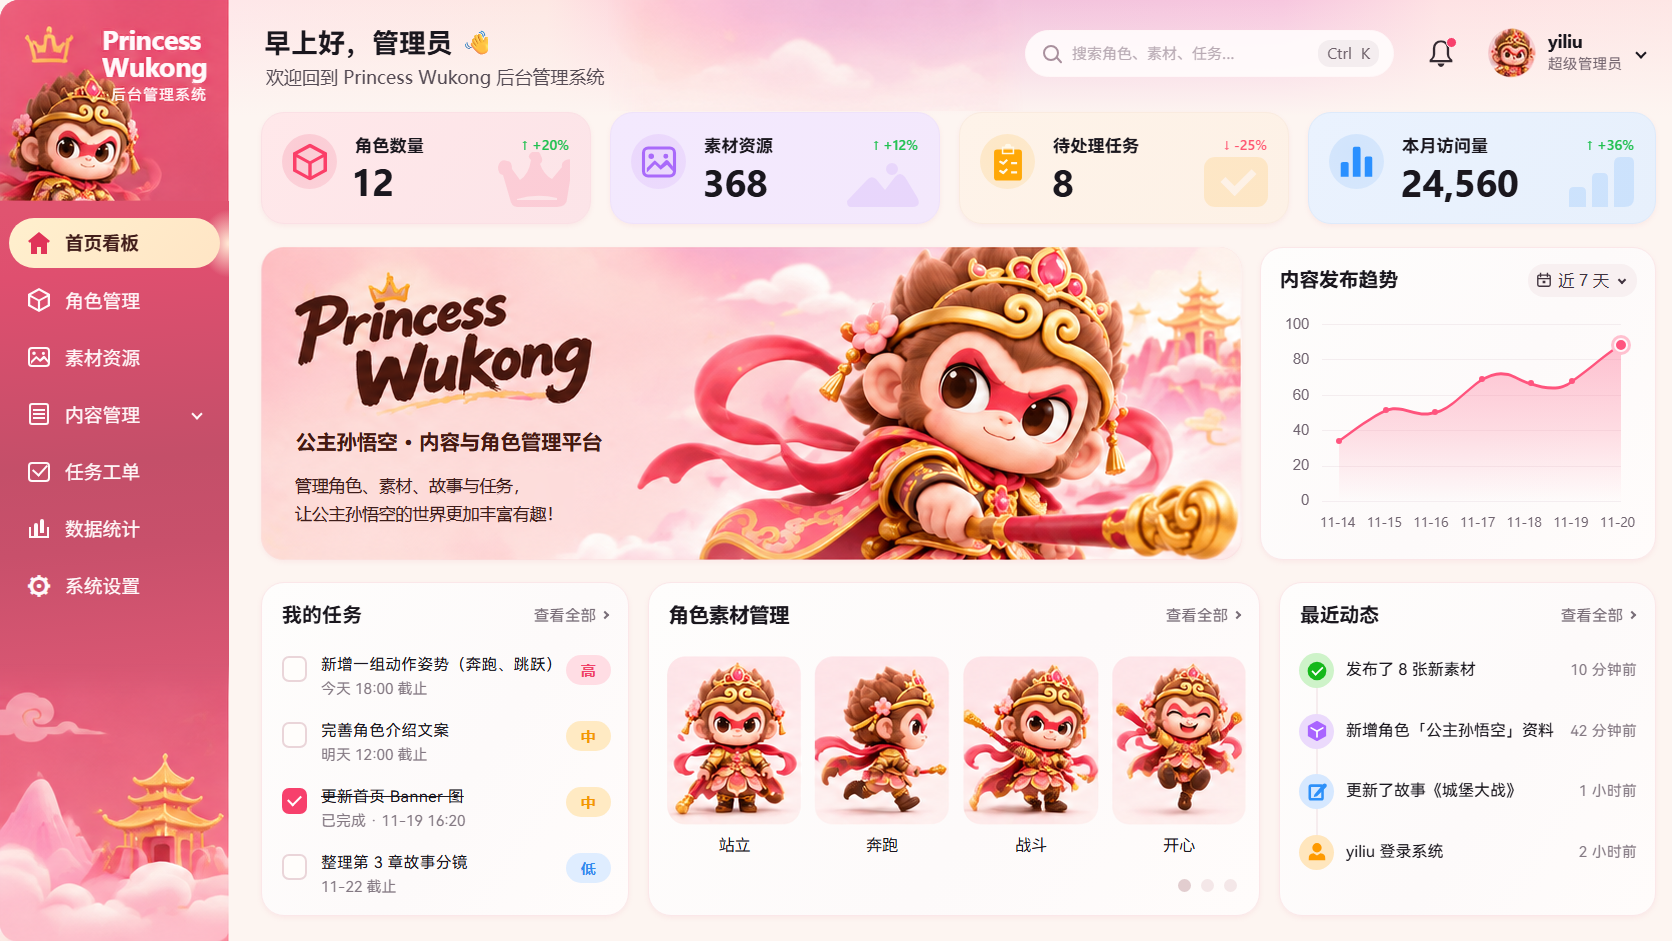 Princess
Wukong
后台管理系统
首页看板
角色管理
素材资源
内容管理
任务工单
数据统计
系统设置
早上好，管理员
欢迎回到 Princess Wukong 后台管理系统
搜索角色、素材、任务... Ctrl K
yiliu
超级管理员
角色数量 ↑ +20%
12
素材资源 ↑ +12%
368
待处理任务 ↓ -25%
8
本月访问量 ↑ +36%
24,560
Princess
Wukong
公主孙悟空・内容与角色管理平台
管理角色、素材、故事与任务，
让公主孙悟空的世界更加丰富有趣！
内容发布趋势 近 7 天
100
80
60
40
20
0
11-14 11-15 11-16 11-17 11-18 11-19 11-20
我的任务 查看全部
新增一组动作姿势（奔跑、跳跃） 高
今天 18:00 截止
完善角色介绍文案 中
明天 12:00 截止
更新首页 Banner 图 中
已完成 · 11-19 16:20
整理第 3 章故事分镜 低
11-22 截止
角色素材管理 查看全部
站立 奔跑 战斗 开心
最近动态 查看全部
发布了 8 张新素材 10 分钟前
新增角色「公主孙悟空」资料 42 分钟前
更新了故事《城堡大战》 1 小时前
yiliu 登录系统 2 小时前